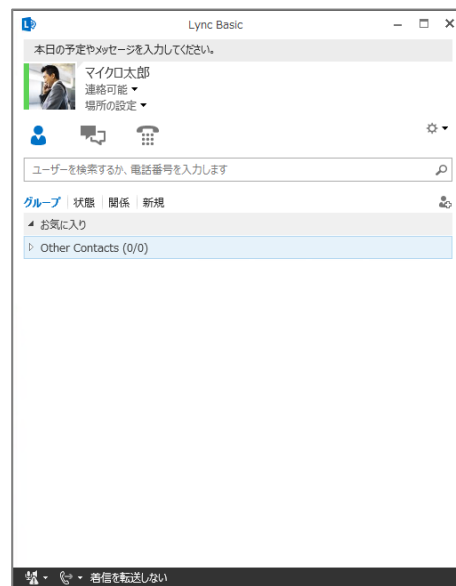 Lync Basic
本日の予定やメッセージを入力してください。
マイクロ太郎
連絡可能
場所の設定
ユーザーを検索するか、電話番号を入力します
グループ 状態 関係 新規
お気に入り
Other Contacts (0/0)
着信を転送しない